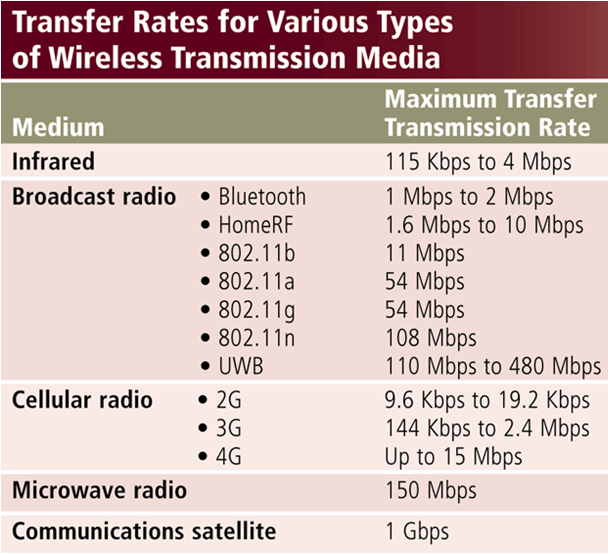 Transfer Rates for Various Types
of Wireless Transmission Media
Medium Maximum Transfer
Transmission Rate
Infrared 115 Kbps to 4 Mbps
Broadcast radio • Bluetooth 1 Mbps to 2 Mbps
• HomeRF 1.6 Mbps to 10 Mbps
• 802.11b 11 Mbps
• 802.11a 54 Mbps
• 802.11g 54 Mbps
• 802.11n 108 Mbps
• UWB 110 Mbps to 480 Mbps
Cellular radio • 2G 9.6 Kbps to 19.2 Kbps
• 3G 144 Kbps to 2.4 Mbps
• 4G Up to 15 Mbps
Microwave radio 150 Mbps
Communications satellite 1 Gbps